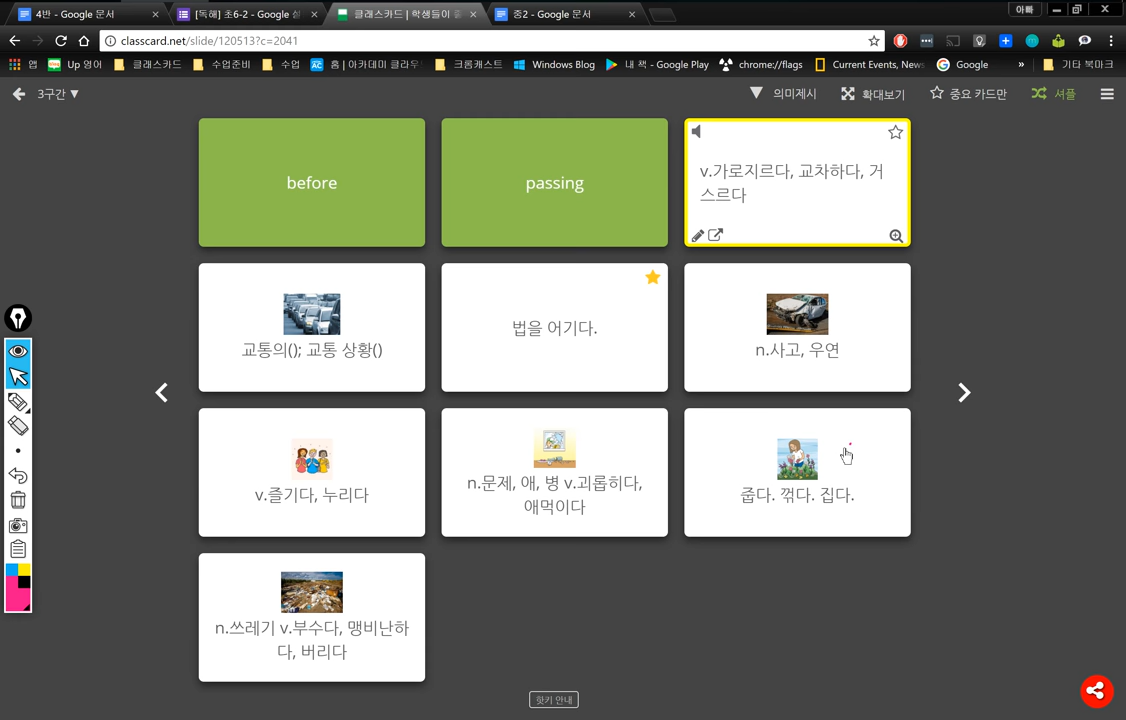 4반 - Google 문서
[독해] 초6-2 - Google 설
클래스카드 | 학생들이 좋
중2 - Google 문서
아빠
classcard.net/slide/120513?c=2041
앱
Up 영어
클래스카드
수업준비
수업
홈 | 아카데미 클라우
크롬캐스트
Windows Blog
내 책 - Google Play
chrome://flags
Current Events, News
Google
»
기타 북마크
3구간 ▼
의미제시
확대보기
중요 카드만
셔플
before
passing
v.가로지르다, 교차하다, 거
스르다
교통의(); 교통 상황()
법을 어기다.
n.사고, 우연
v.즐기다, 누리다
n.문제, 애, 병 v.괴롭히다,
애먹이다
줍다. 꺾다. 집다.
n.쓰레기 v.부수다, 맹비난하
다, 버리다
핫키 안내